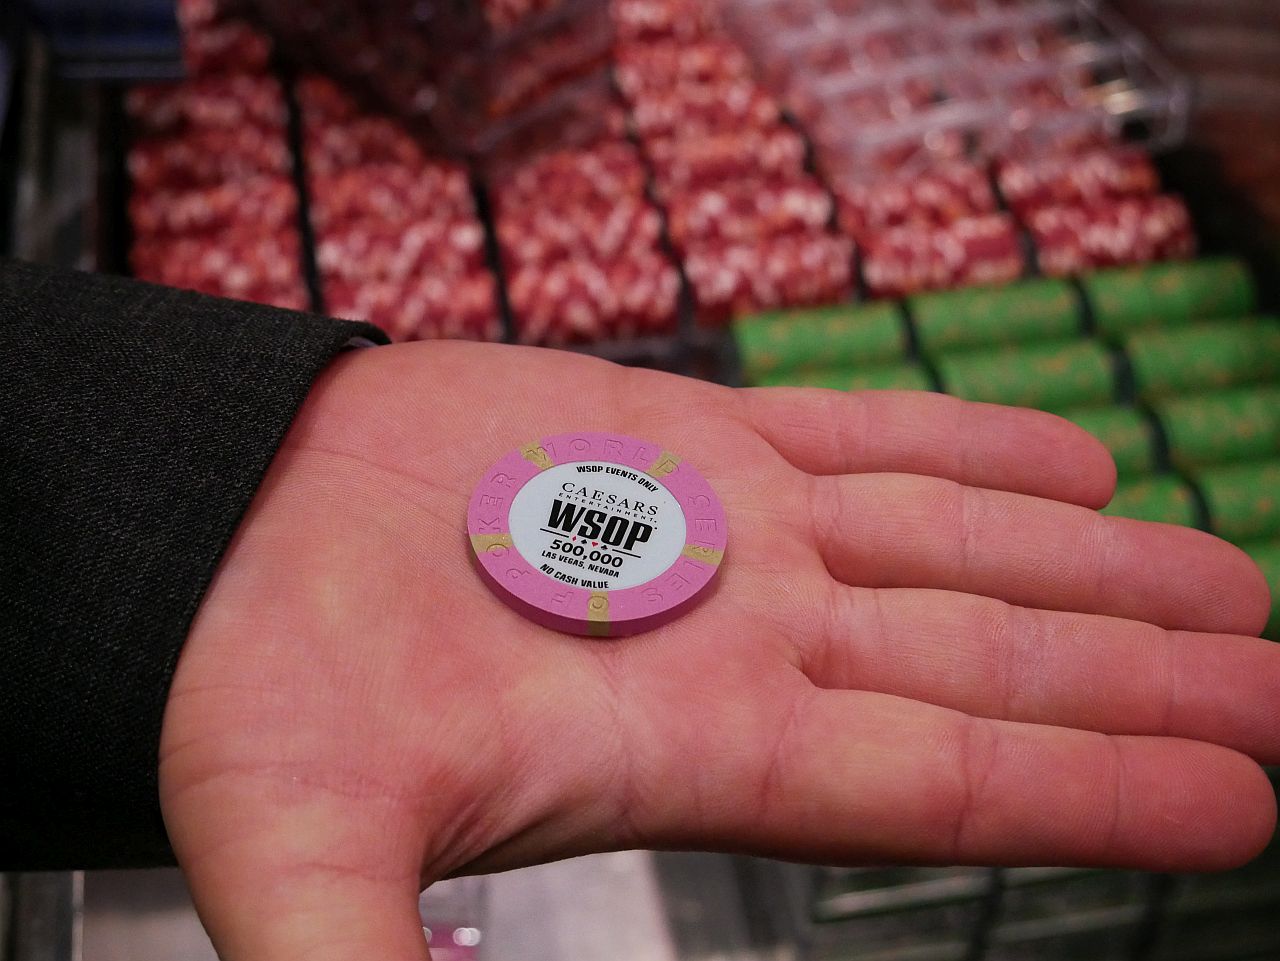 WORLD SERIES OF POKER
WSOP EVENTS ONLY
CAESARS
ENTERTAINMENT
WSOP
500,000
LAS VEGAS, NEVADA
NO CASH VALUE